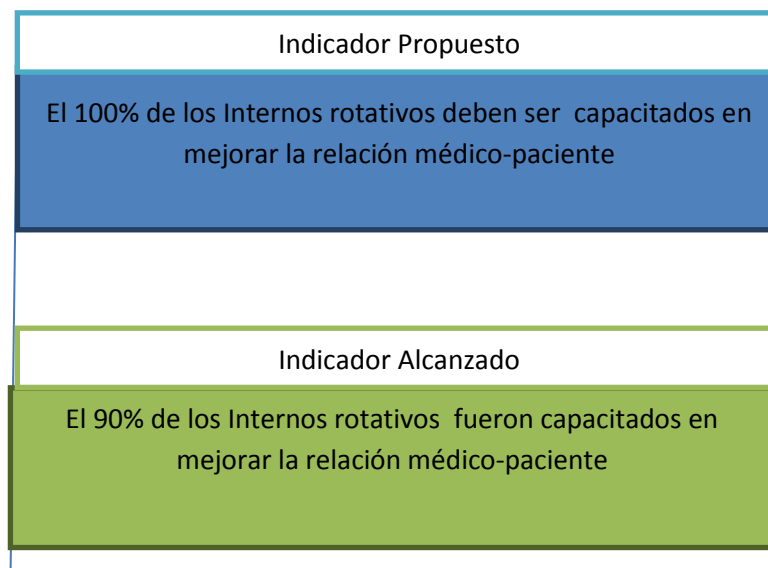 Indicador Propuesto
El 100% de los Internos rotativos deben ser  capacitados en
mejorar la relación médico-paciente
Indicador Alcanzado
El 90% de los Internos rotativos  fueron capacitados en
mejorar la relación médico-paciente